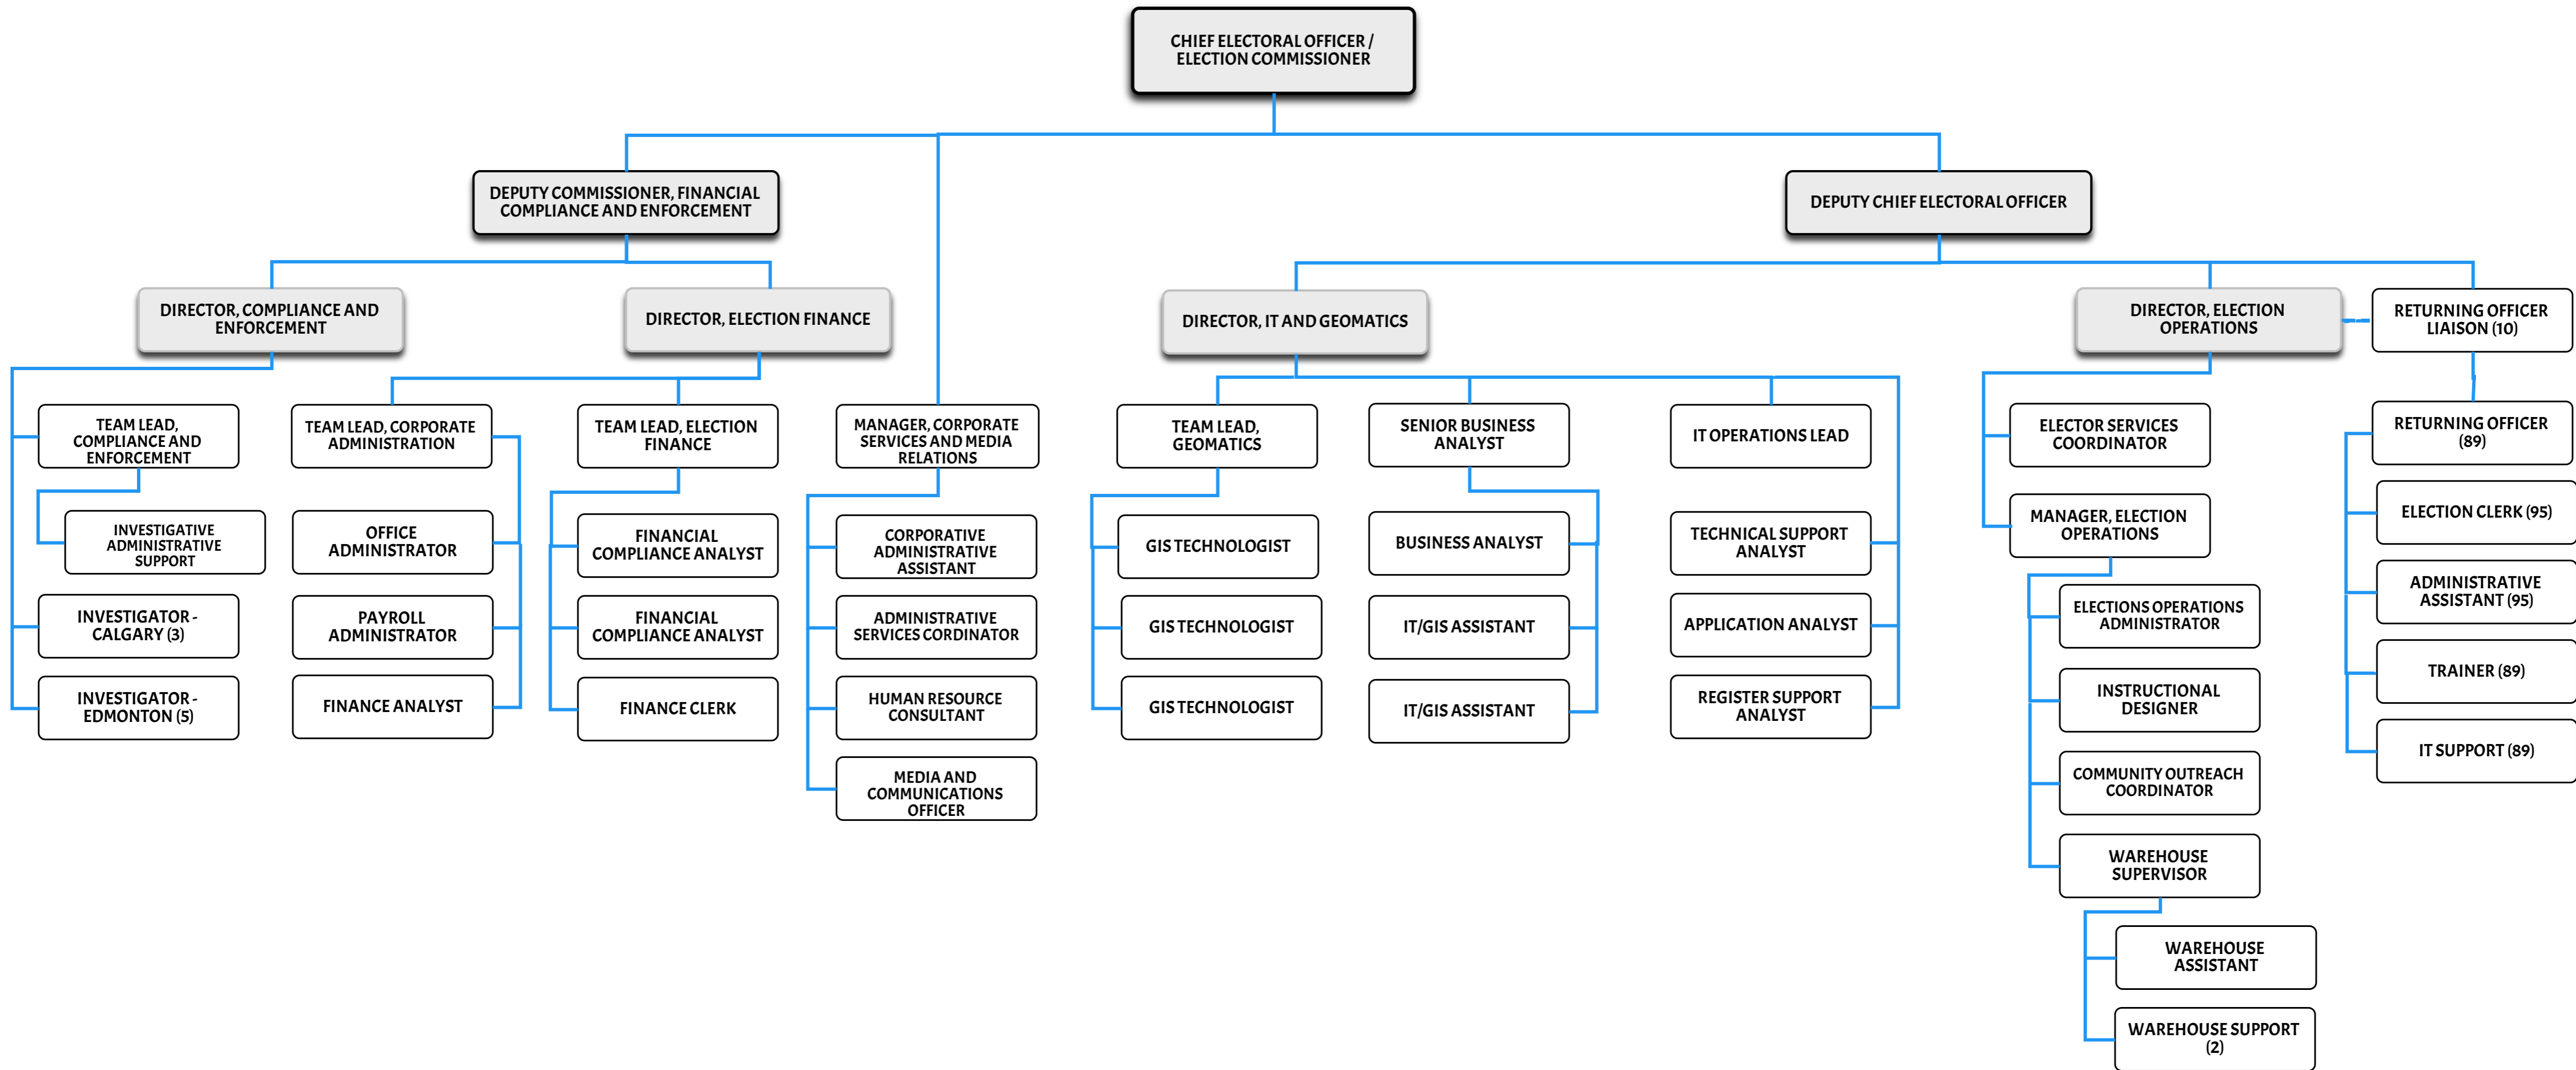 CHIEF ELECTORAL OFFICER /
ELECTION COMMISSIONER
DEPUTY COMMISSIONER, FINANCIAL
COMPLIANCE AND ENFORCEMENT
DEPUTY CHIEF ELECTORAL OFFICER
DIRECTOR, COMPLIANCE AND
ENFORCEMENT
DIRECTOR, ELECTION FINANCE
DIRECTOR, IT AND GEOMATICS
DIRECTOR, ELECTION
OPERATIONS
RETURNING OFFICER
LIAISON (10)
TEAM LEAD,
COMPLIANCE AND
ENFORCEMENT
INVESTIGATIVE
ADMINISTRATIVE
SUPPORT
INVESTIGATOR -
CALGARY (3)
INVESTIGATOR -
EDMONTON (5)
TEAM LEAD, CORPORATE
ADMINISTRATION
OFFICE
ADMINISTRATOR
PAYROLL
ADMINISTRATOR
FINANCE ANALYST
TEAM LEAD, ELECTION
FINANCE
FINANCIAL
COMPLIANCE ANALYST
FINANCIAL
COMPLIANCE ANALYST
FINANCE CLERK
MANAGER, CORPORATE
SERVICES AND MEDIA
RELATIONS
CORPORATIVE
ADMINISTRATIVE
ASSISTANT
ADMINISTRATIVE
SERVICES CORDINATOR
HUMAN RESOURCE
CONSULTANT
MEDIA AND
COMMUNICATIONS
OFFICER
TEAM LEAD,
GEOMATICS
GIS TECHNOLOGIST
GIS TECHNOLOGIST
GIS TECHNOLOGIST
SENIOR BUSINESS
ANALYST
BUSINESS ANALYST
IT/GIS ASSISTANT
IT/GIS ASSISTANT
IT OPERATIONS LEAD
TECHNICAL SUPPORT
ANALYST
APPLICATION ANALYST
REGISTER SUPPORT
ANALYST
ELECTOR SERVICES
COORDINATOR
MANAGER, ELECTION
OPERATIONS
ELECTIONS OPERATIONS
ADMINISTRATOR
INSTRUCTIONAL
DESIGNER
COMMUNITY OUTREACH
COORDINATOR
WAREHOUSE
SUPERVISOR
WAREHOUSE
ASSISTANT
WAREHOUSE SUPPORT
(2)
RETURNING OFFICER
(89)
ELECTION CLERK (95)
ADMINISTRATIVE
ASSISTANT (95)
TRAINER (89)
IT SUPPORT (89)